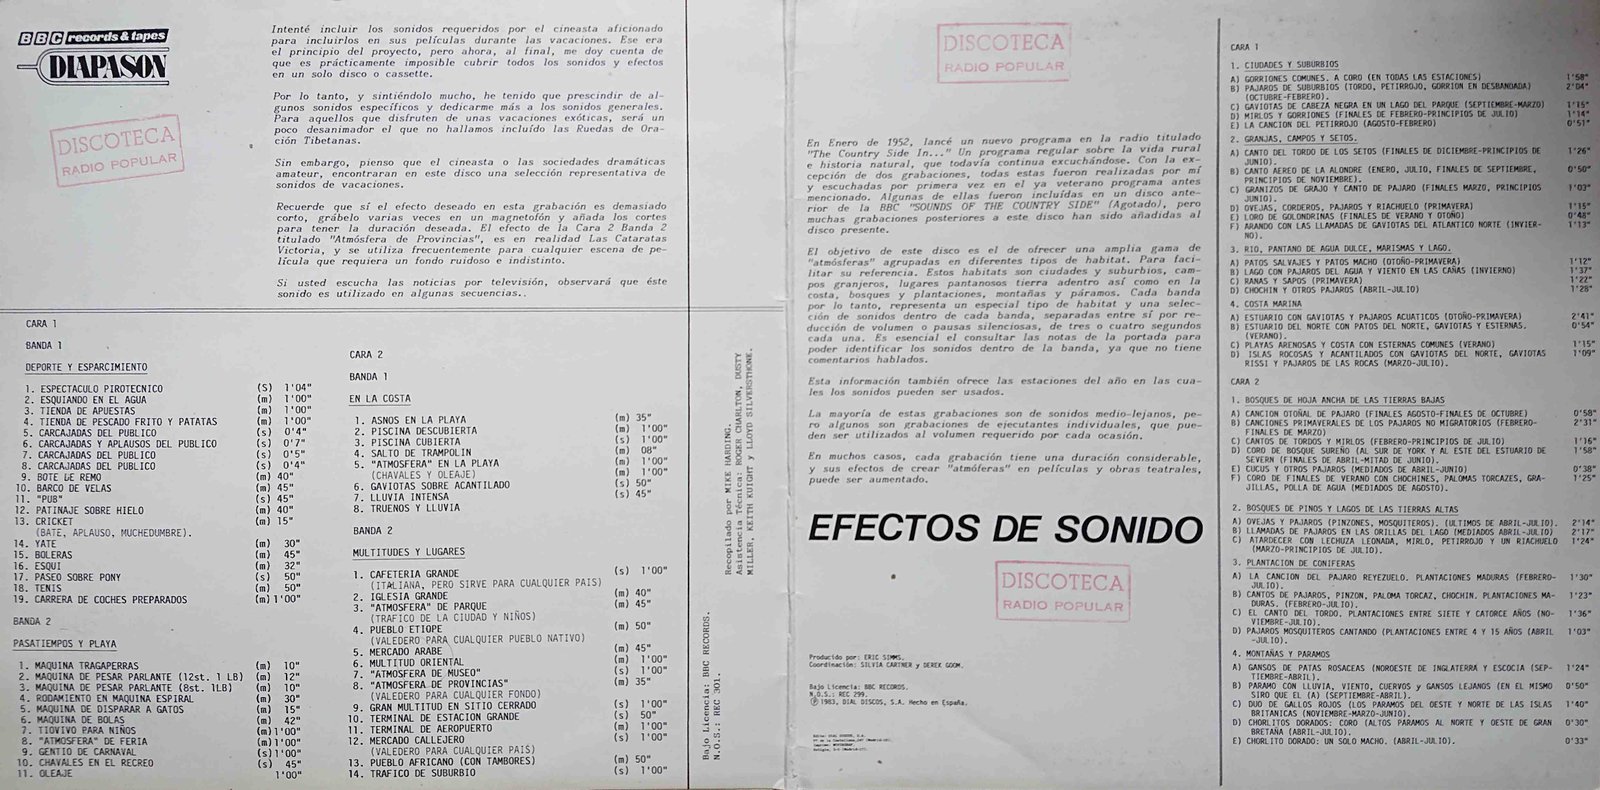 BBC records & tapes
DIAPASON
DISCOTECA
RADIO POPULAR
Intenté incluir los sonidos requeridos por el cineasta aficionado
para incluirlos en sus películas durante las vacaciones. Ese era
el principio del proyecto, pero ahora, al final, me doy cuenta de
que es prácticamente imposible cubrir todos los sonidos y efectos
en un solo disco o cassette.
Por lo tanto, y sintiéndolo mucho, he tenido que prescindir de al-
gunos sonidos específicos y dedicarme más a los sonidos generales.
Para aquellos que disfruten de unas vacaciones exóticas, será un
poco desanimador el que no hallamos incluído las Ruedas de Ora-
ción Tibetanas.
Sin embargo, pienso que el cineasta o las sociedades dramáticas
amateur, encontraran en este disco una selección representativa de
sonidos de vacaciones.
Recuerde que sí el efecto deseado en esta grabación es demasiado
corto, grábelo varias veces en un magnetofón y añada los cortes
para tener la duración deseada. El efecto de la Cara 2 Banda 2
titulado "Atmósfera de Provincias", es en realidad Las Cataratas
Victoria, y se utiliza frecuentemente para cualquier escena de pe-
lícula que requiera un fondo ruidoso e indistinto.
Si usted escucha las noticias por televisión, observará que éste
sonido es utilizado en algunas secuencias..
CARA 1
BANDA 1
DEPORTE Y ESPARCIMIENTO
1. ESPECTACULO PIROTECNICO (S) 1'04"
2. ESQUIANDO EN EL AGUA (m) 1'00"
3. TIENDA DE APUESTAS (m) 1'00"
4. TIENDA DE PESCADO FRITO Y PATATAS (m) 1'00"
5. CARCAJADAS DEL PUBLICO (s) 0'4"
6. CARCAJADAS Y APLAUSOS DEL PUBLICO (s) 0'7"
7. CARCAJADAS DEL PUBLICO (s) 0'5"
8. CARCAJADAS DEL PUBLICO (s) 0'4"
9. BOTE DE REMO (m) 40"
10. BARCO DE VELAS (m) 45"
11. "PUB" (s) 45"
12. PATINAJE SOBRE HIELO (m) 40"
13. CRICKET (m) 15"
(BATE, APLAUSO, MUCHEDUMBRE).
14. YATE (m) 30"
15. BOLERAS (m) 45"
16. ESQUI (m) 32"
17. PASEO SOBRE PONY (s) 50"
18. TENIS (m) 50"
19. CARRERA DE COCHES PREPARADOS (m) 1'00"
BANDA 2
PASATIEMPOS Y PLAYA
1. MAQUINA TRAGAPERRAS (m) 10"
2. MAQUINA DE PESAR PARLANTE (12st. 1 LB) (m) 12"
3. MAQUINA DE PESAR PARLANTE (8st. 1LB) (m) 10"
4. RODAMIENTO EN MAQUINA ESPIRAL (m) 30"
5. MAQUINA DE DISPARAR A GATOS (m) 15"
6. MAQUINA DE BOLAS (m) 42"
7. TIOVIVO PARA NIÑOS (m) 1'00"
8. "ATMOSFERA" DE FERIA (m) 1'00"
9. GENTIO DE CARNAVAL (s) 1'00"
10. CHAVALES EN EL RECREO (s) 45"
11. OLEAJE 1'00"
CARA 2
BANDA 1
EN LA COSTA
1. ASNOS EN LA PLAYA (m) 35"
2. PISCINA DESCUBIERTA (m) 1'00"
3. PISCINA CUBIERTA (s) 1'00"
4. SALTO DE TRAMPOLIN (m) 08"
5. "ATMOSFERA" EN LA PLAYA (m) 1'00"
(CHAVALES Y OLEAJE) (m) 1'00"
6. GAVIOTAS SOBRE ACANTILADO (s) 50"
7. LLUVIA INTENSA (s) 45"
8. TRUENOS Y LLUVIA
BANDA 2
MULTITUDES Y LUGARES
1. CAFETERIA GRANDE (s) 1'00"
(ITALIANA, PERO SIRVE PARA CUALQUIER PAIS)
2. IGLESIA GRANDE (m) 40"
3. "ATMOSFERA" DE PARQUE (m) 45"
(TRAFICO DE LA CIUDAD Y NIÑOS)
4. PUEBLO ETIOPE (m) 50"
(VALEDERO PARA CUALQUIER PUEBLO NATIVO)
5. MERCADO ARABE (m) 45"
6. MULTITUD ORIENTAL (m) 1'00"
7. "ATMOSFERA DE MUSEO" (s) 1'00"
8. "ATMOSFERA DE PROVINCIAS" (m) 35"
(VALEDERO PARA CUALQUIER FONDO)
9. GRAN MULTITUD EN SITIO CERRADO (s) 1'00"
10. TERMINAL DE ESTACION GRANDE (s) 50"
11. TERMINAL DE AEROPUERTO (m) 1'00"
12. MERCADO CALLEJERO (s) 1'00"
(VALEDERO PARA CUALQUIER PAIS)
13. PUEBLO AFRICANO (CON TAMBORES) (m) 50"
14. TRAFICO DE SUBURBIO (s) 1'00"
Recopilado por MIKE HARDING.
Asistencia Técnica: ROGER CHARLTON, DUSTY
MILLER, KEITH KUIGHT y LLOYD SILVERSTHONE.
Bajo Licencia: BBC RECORDS.
N.O.S.: REC 301.
DISCOTECA
RADIO POPULAR
En Enero de 1952, lancé un nuevo programa en la radio titulado
"The Country Side In..." Un programa regular sobre la vida rural
e historia natural, que todavía continua excuchándose. Con la ex-
cepción de dos grabaciones, todas estas fueron realizadas por mí
y escuchadas por primera vez en el ya veterano programa antes
mencionado. Algunas de ellas fueron incluídas en un disco ante-
rior de la BBC "SOUNDS OF THE COUNTRY SIDE" (Agotado), pero
muchas grabaciones posteriores a este disco han sido añadidas al
disco presente.
El objetivo de este disco es el de ofrecer una amplia gama de
"atmósferas" agrupadas en diferentes tipos de habitat. Para faci-
litar su referencia. Estos habitats son ciudades y suburbios, cam-
pos granjeros, lugares pantanosos tierra adentro así como en la
costa, bosques y plantaciones, montañas y páramos. Cada banda
por lo tanto, representa un especial tipo de habitat y una selec-
ción de sonidos dentro de cada banda, separadas entre sí por re-
ducción de volumen o pausas silenciosas, de tres o cuatro segundos
cada una. Es esencial el consultar las notas de la portada para
poder identificar los sonidos dentro de la banda, ya que no tiene
comentarios hablados.
Esta información también ofrece las estaciones del año en las cua-
les los sonidos pueden ser usados.
La mayoría de estas grabaciones son de sonidos medio-lejanos, pe-
ro algunos son grabaciones de ejecutantes individuales, que pue-
den ser utilizados al volumen requerido por cada ocasión.
En muchos casos, cada grabación tiene una duración considerable,
y sus efectos de crear "atmóferas" en películas y obras teatrales,
puede ser aumentado.
EFECTOS DE SONIDO
DISCOTECA
RADIO POPULAR
Producido por: ERIC SIMMS.
Coordinación: SILVIA CARTNER y DEREK GOOM.
Bajo Licencia: BBC RECORDS.
N.O.S.: REC 299.
Ⓟ 1983, DIAL DISCOS, S.A. Hecho en España.
CARA 1
1. CIUDADES Y SUBURBIOS
A) GORRIONES COMUNES. A CORO (EN TODAS LAS ESTACIONES) 1'58"
B) PAJAROS DE SUBURBIOS (TORDO, PETIRROJO, GORRION EN DESBANDADA) 2'04"
(OCTUBRE-FEBRERO).
C) GAVIOTAS DE CABEZA NEGRA EN UN LAGO DEL PARQUE (SEPTIEMBRE-MARZO) 1'15"
D) MIRLOS Y GORRIONES (FINALES DE FEBRERO-PRINCIPIOS DE JULIO) 1'14"
E) LA CANCION DEL PETIRROJO (AGOSTO-FEBRERO) 0'51"
2. GRANJAS, CAMPOS Y SETOS.
A) CANTO DEL TORDO DE LOS SETOS (FINALES DE DICIEMBRE-PRINCIPIOS DE 1'26"
JUNIO).
B) CANTO AEREO DE LA ALONDRE (ENERO, JULIO, FINALES DE SEPTIEMBRE, 0'50"
PRINCIPIOS DE NOVIEMBRE).
C) GRANIZOS DE GRAJO Y CANTO DE PAJARO (FINALES MARZO, PRINCIPIOS 1'03"
JUNIO).
D) OVEJAS, CORDEROS, PAJAROS Y RIACHUELO (PRIMAVERA) 1'15"
E) LORO DE GOLONDRINAS (FINALES DE VERANO Y OTOÑO) 0'48"
F) ARANDO CON LAS LLAMADAS DE GAVIOTAS DEL ATLANTICO NORTE (INVIER- 1'13"
NO).
3. RIO, PANTANO DE AGUA DULCE, MARISMAS Y LAGO.
A) PATOS SALVAJES Y PATOS MACHO (OTOÑO-PRIMAVERA) 1'12"
B) LAGO CON PAJAROS DEL AGUA Y VIENTO EN LAS CAÑAS (INVIERNO) 1'37"
C) RANAS Y SAPOS (PRIMAVERA) 1'22"
D) CHOCHIN Y OTROS PAJAROS (ABRIL-JULIO) 1'28"
4. COSTA MARINA
A) ESTUARIO CON GAVIOTAS Y PAJAROS ACUATICOS (OTOÑO-PRIMAVERA) 2'41"
B) ESTUARIO DEL NORTE CON PATOS DEL NORTE, GAVIOTAS Y ESTERNAS. 0'54"
(VERANO).
C) PLAYAS ARENOSAS Y COSTA CON ESTERNAS COMUNES (VERANO) 1'15"
D) ISLAS ROCOSAS Y ACANTILADOS CON GAVIOTAS DEL NORTE, GAVIOTAS 1'09"
RISSI Y PAJAROS DE LAS ROCAS (MARZO-JULIO).
CARA 2
1. BOSQUES DE HOJA ANCHA DE LAS TIERRAS BAJAS
A) CANCION OTOÑAL DE PAJARO (FINALES AGOSTO-FINALES DE OCTUBRE) 0'58"
B) CANCIONES PRIMAVERALES DE LOS PAJAROS NO MIGRATORIOS (FEBRERO- 2'31"
FINALES DE MARZO)
C) CANTOS DE TORDOS Y MIRLOS (FEBRERO-PRINCIPIOS DE JULIO) 1'16"
D) CORO DE BOSQUE SUREÑO (AL SUR DE YORK Y AL ESTE DEL ESTUARIO DE 1'58"
SEVERN (FINALES DE ABRIL-MITAD DE JUNIO).
E) CUCUS Y OTROS PAJAROS (MEDIADOS DE ABRIL-JUNIO) 0'38"
F) CORO DE FINALES DE VERANO CON CHOCHINES, PALOMAS TORCAZES, GRA- 1'25"
JILLAS, POLLA DE AGUA (MEDIADOS DE AGOSTO).
2. BOSQUES DE PINOS Y LAGOS DE LAS TIERRAS ALTAS
A) OVEJAS Y PAJAROS (PINZONES, MOSQUITEROS). (ULTIMOS DE ABRIL-JULIO). 2'14"
B) LLAMADAS DE PAJAROS EN LAS ORILLAS DEL LAGO (MEDIADOS ABRIL-JULIO) 2'17"
C) ATARDECER CON LECHUZA LEONADA, MIRLO, PETIRROJO Y UN RIACHUELO 1'24"
(MARZO-PRINCIPIOS DE JULIO).
3. PLANTACION DE CONIFERAS
A) LA CANCION DEL PAJARO REYEZUELO. PLANTACIONES MADURAS (FEBRERO- 1'30"
JULIO).
B) CANTOS DE PAJAROS, PINZON, PALOMA TORCAZ, CHOCHIN. PLANTACIONES MA- 1'23"
DURAS. (FEBRERO-JULIO).
C) EL CANTO DEL TORDO. PLANTACIONES ENTRE SIETE Y CATORCE AÑOS (NO- 1'36"
VIEMBRE-JULIO).
D) PAJAROS MOSQUITEROS CANTANDO (PLANTACIONES ENTRE 4 Y 15 AÑOS (ABRIL 1'03"
-JULIO).
4. MONTAÑAS Y PARAMOS
A) GANSOS DE PATAS ROSACEAS (NOROESTE DE INGLATERRA Y ESCOCIA (SEP- 1'24"
TIEMBRE-ABRIL).
B) PARAMO CON LLUVIA, VIENTO, CUERVOS y GANSOS LEJANOS (EN EL MISMO 0'50"
SIRO QUE EL (A) (SEPTIEMBRE-ABRIL).
C) DUO DE GALLOS ROJOS (LOS PARAMOS DEL OESTE Y NORTE DE LAS ISLAS 1'40"
BRITANICAS (NOVIEMBRE-MARZO-JUNIO).
D) CHORLITOS DORADOS: CORO (ALTOS PARAMOS AL NORTE Y OESTE DE GRAN 0'30"
BRETAÑA (ABRIL-JULIO).
E) CHORLITO DORADO: UN SOLO MACHO. (ABRIL-JULIO). 0'33"